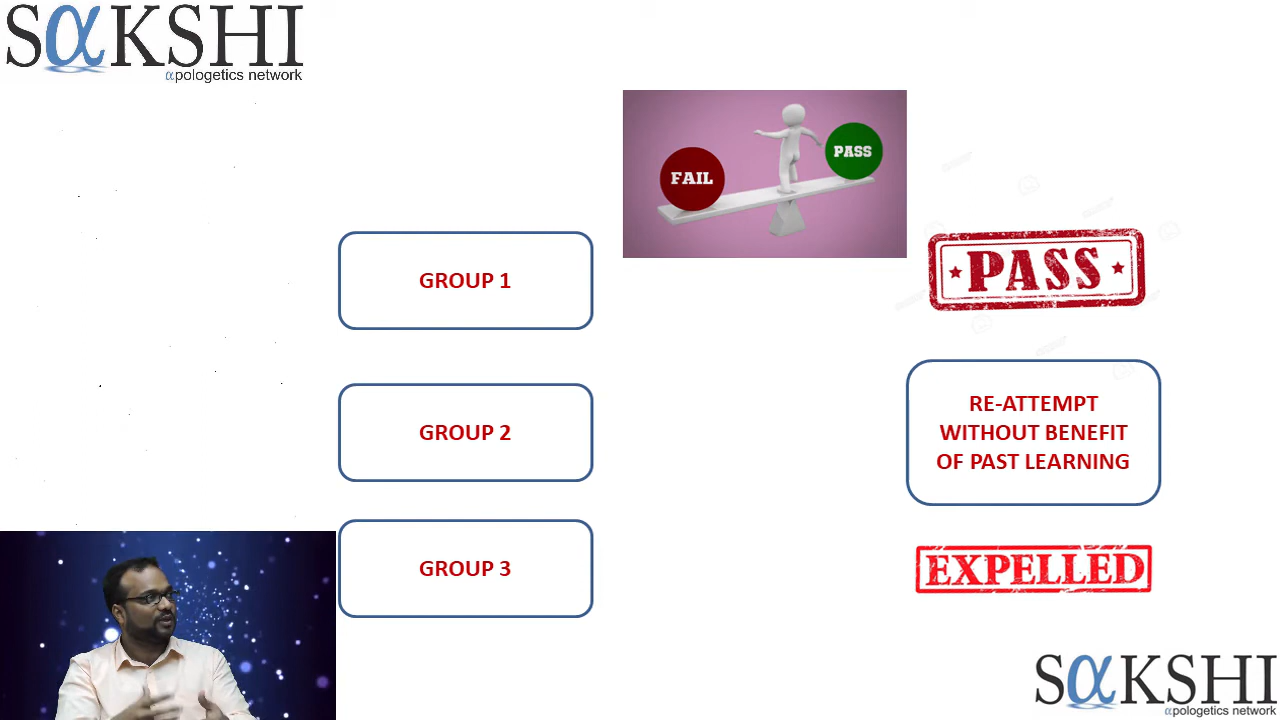 SαKSHI
αpologetics network
FAIL
PASS
GROUP 1
PASS
GROUP 2
RE-ATTEMPT
WITHOUT BENEFIT
OF PAST LEARNING
GROUP 3
EXPELLED
SαKSHI
αpologetics network